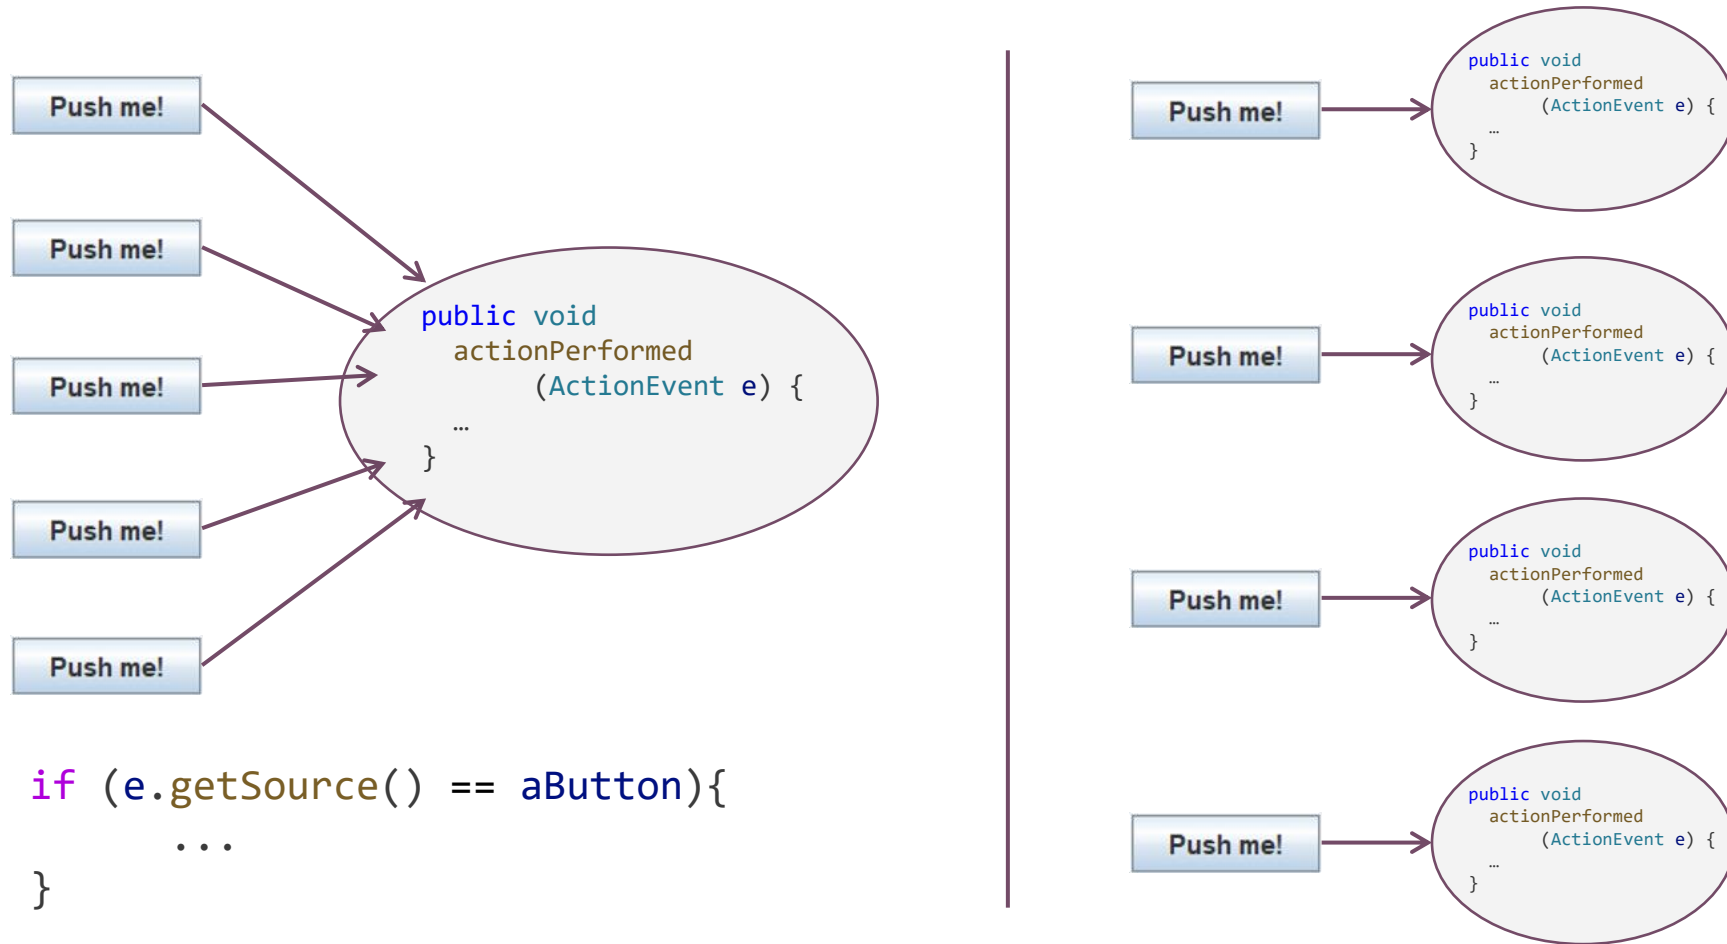 Push me!
Push me!
Push me!
Push me!
Push me!
public void
actionPerformed
(ActionEvent e) {
…
}
if (e.getSource() == aButton){
...
}
Push me!
public void
actionPerformed
(ActionEvent e) {
…
}
Push me!
public void
actionPerformed
(ActionEvent e) {
…
}
Push me!
public void
actionPerformed
(ActionEvent e) {
…
}
Push me!
public void
actionPerformed
(ActionEvent e) {
…
}